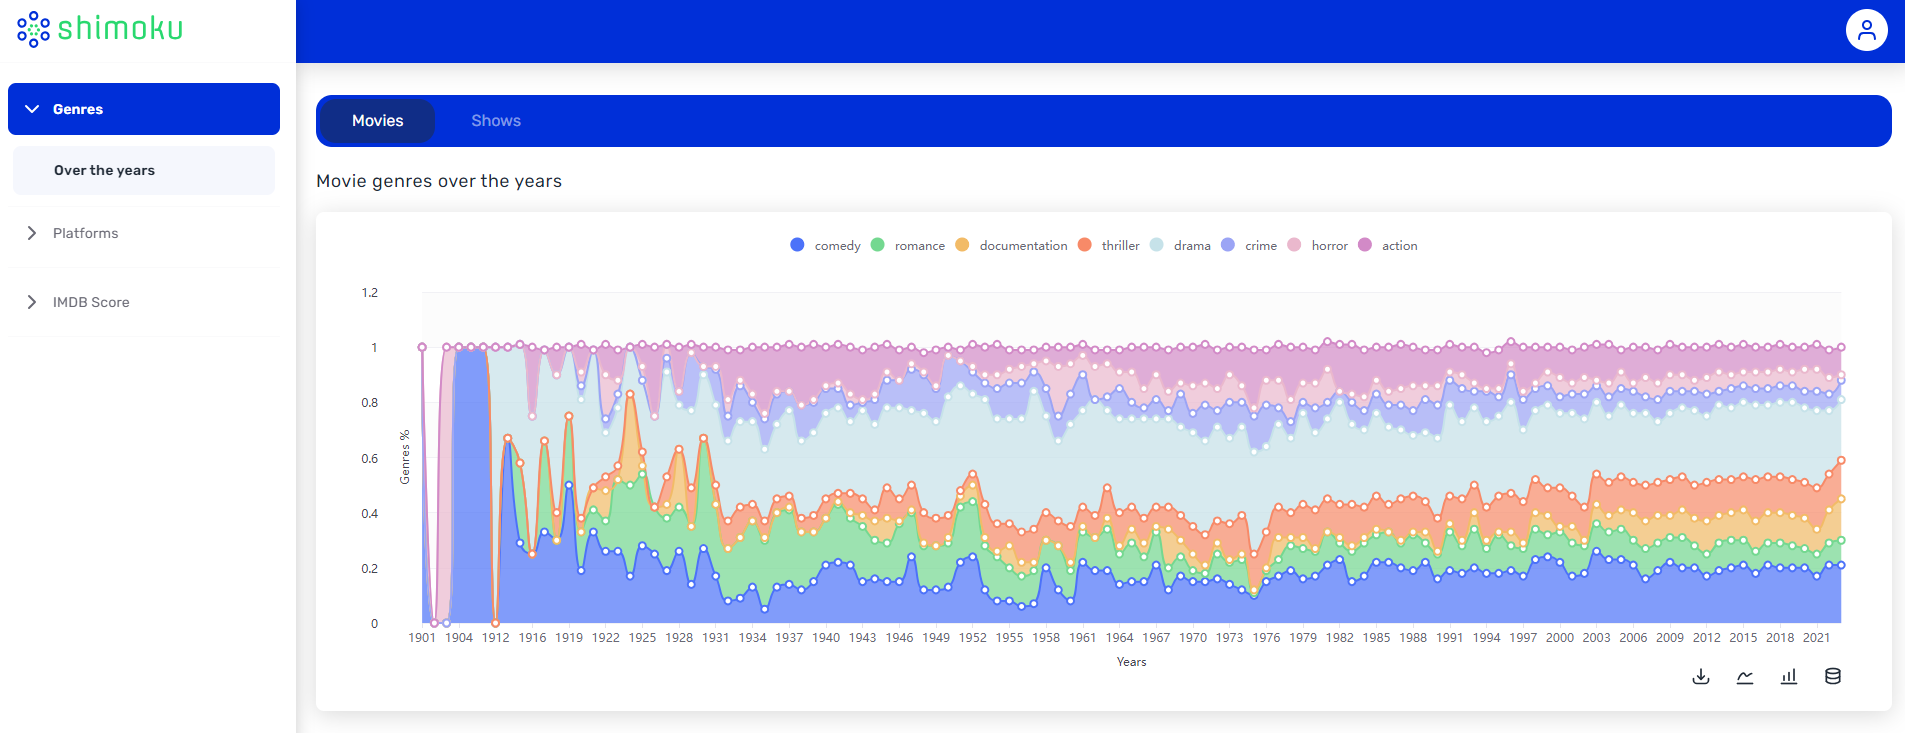 shimoku
Genres
Over the years
Platforms
IMDB Score
Movies Shows
Movie genres over the years
comedy romance documentation thriller drama crime horror action
1.2
1
0.8
0.6
0.4
0.2
0
Genres %
1901 1904 1912 1916 1919 1922 1925 1928 1931 1934 1937 1940 1943 1946 1949 1952 1955 1958 1961 1964 1967 1970 1973 1976 1979 1982 1985 1988 1991 1994 1997 2000 2003 2006 2009 2012 2015 2018 2021
Years